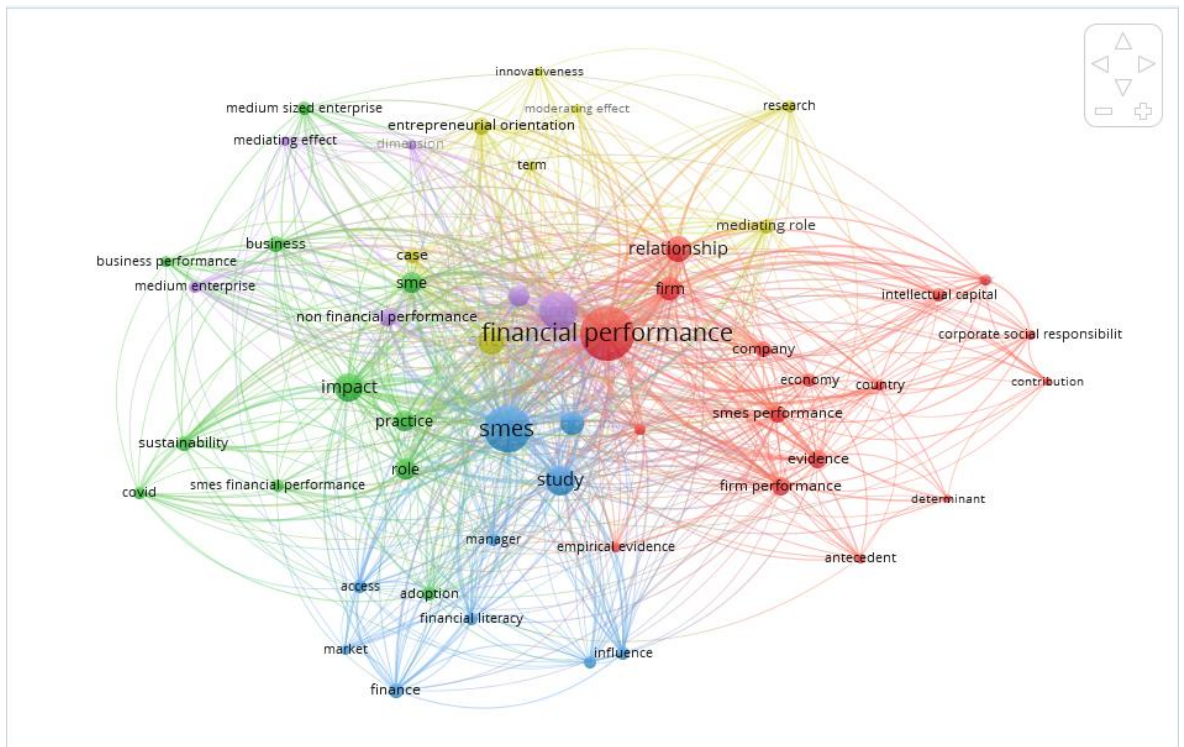 innovativeness
medium sized enterprise
moderating effect
research
entrepreneurial orientation
mediating effect
dimension
term
mediating role
business
relationship
case
business performance
sme
medium enterprise
firm
intellectual capital
non financial performance
financial performance
corporate social responsibilit
company
economy
country
contribution
impact
smes performance
practice
smes
sustainability
evidence
role
study
smes financial performance
firm performance
covid
determinant
manager
empirical evidence
antecedent
access
adoption
financial literacy
market
influence
finance